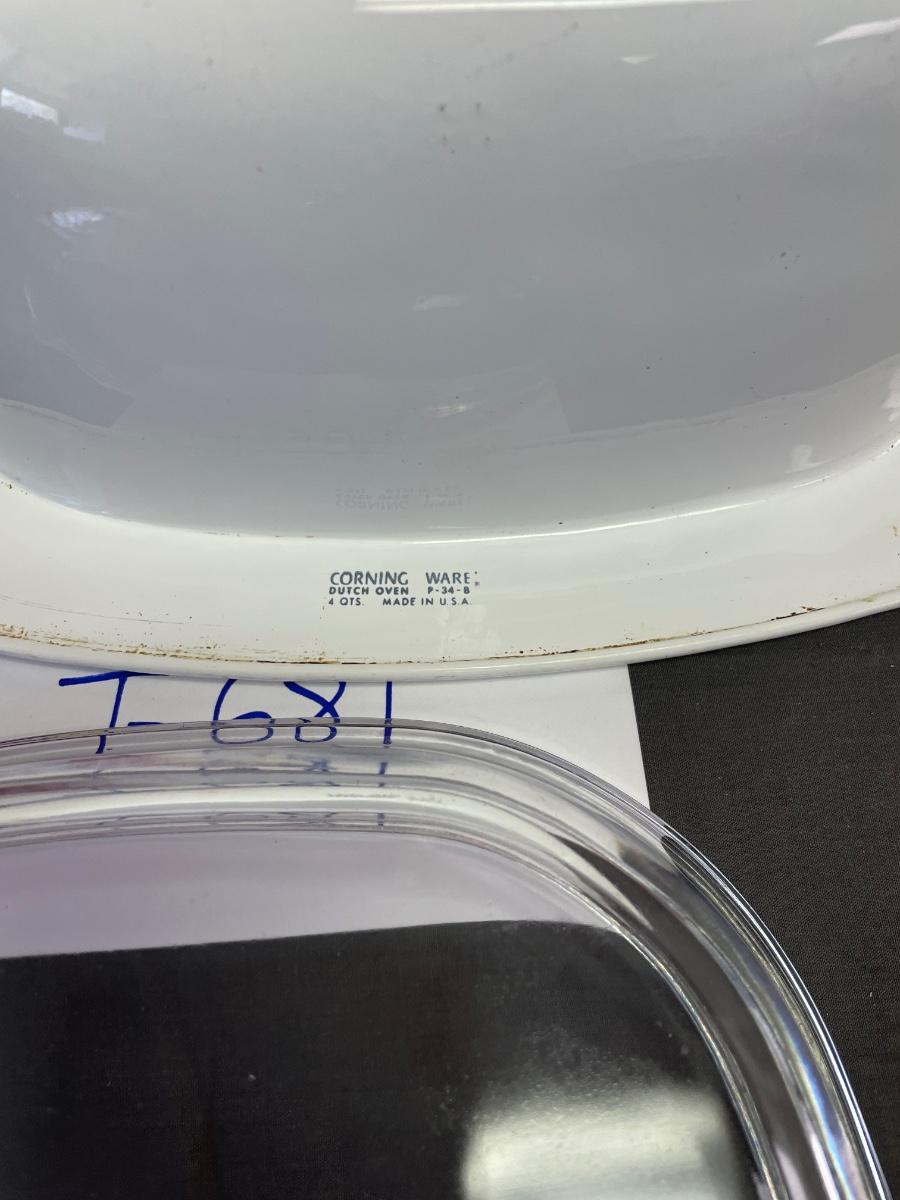 CORNING WARE®
DUTCH OVEN P-34-B
4 QTS. MADE IN U.S.A.
T-681